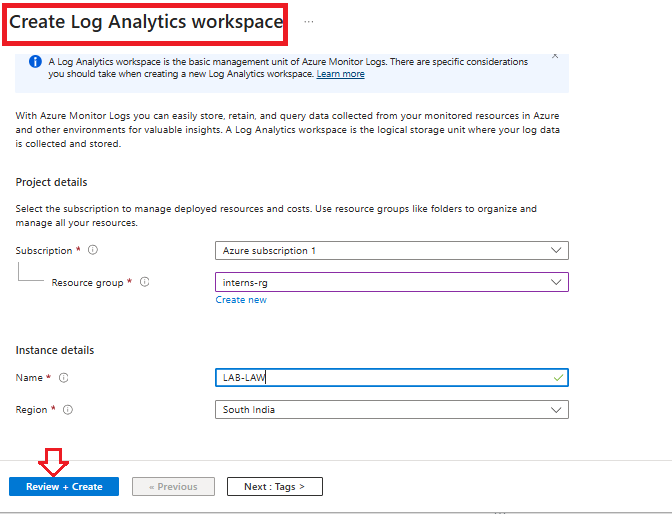 Create Log Analytics workspace ...
A Log Analytics workspace is the basic management unit of Azure Monitor Logs. There are specific considerations
you should take when creating a new Log Analytics workspace. Learn more
With Azure Monitor Logs you can easily store, retain, and query data collected from your monitored resources in Azure
and other environments for valuable insights. A Log Analytics workspace is the logical storage unit where your log data
is collected and stored.
Project details
Select the subscription to manage deployed resources and costs. Use resource groups like folders to organize and
manage all your resources.
Subscription * Azure subscription 1
Resource group * interns-rg
Create new
Instance details
Name * LAB-LAW
Region * South India
Review + Create « Previous Next : Tags >